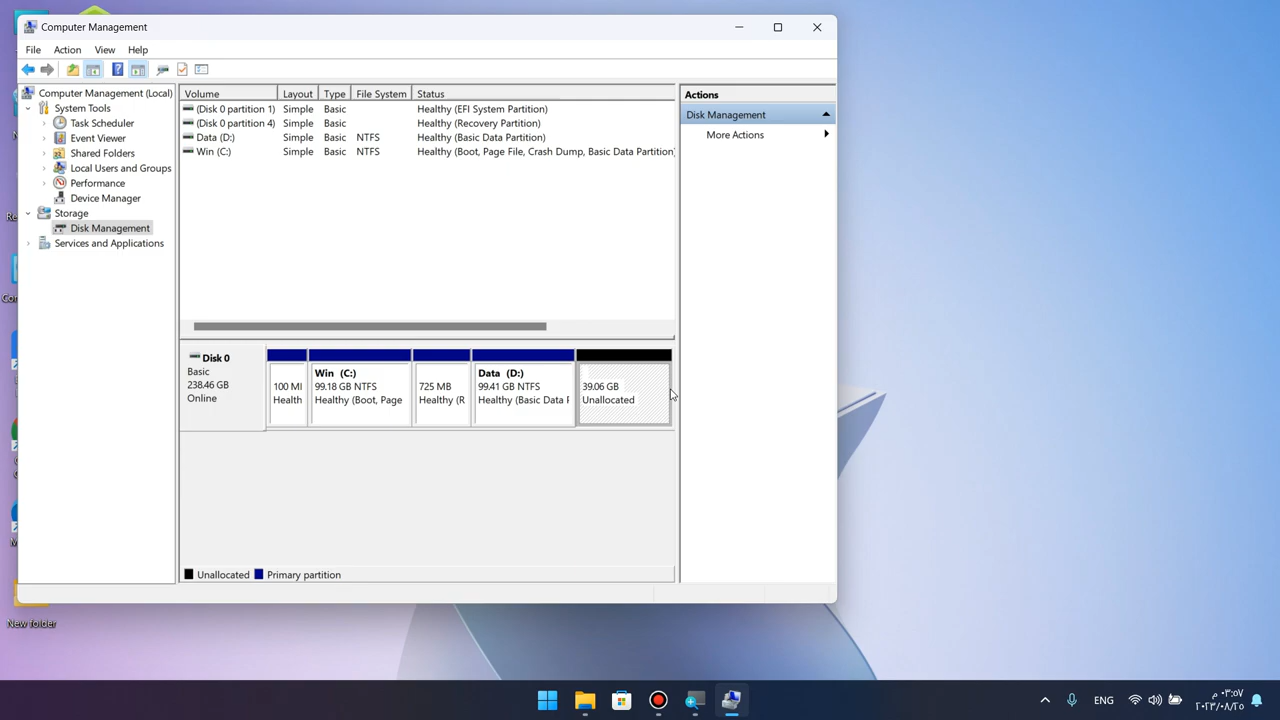 Computer Management
File Action View Help
Computer Management (Local)
System Tools
Task Scheduler
Event Viewer
Shared Folders
Local Users and Groups
Performance
Device Manager
Storage
Disk Management
Services and Applications
Volume Layout Type File System Status
(Disk 0 partition 1) Simple Basic Healthy (EFI System Partition)
(Disk 0 partition 4) Simple Basic Healthy (Recovery Partition)
Data (D:) Simple Basic NTFS Healthy (Basic Data Partition)
Win (C:) Simple Basic NTFS Healthy (Boot, Page File, Crash Dump, Basic Data Partition)
Disk 0
Basic
238.46 GB
Online
100 MI
Health
Win (C:)
99.18 GB NTFS
Healthy (Boot, Page
725 MB
Healthy (R
Data (D:)
99.41 GB NTFS
Healthy (Basic Data F
39.06 GB
Unallocated
Unallocated Primary partition
Actions
Disk Management
More Actions
New folder
ENG
٠٣:٥٧ م
٢٠٢٣/٠٨/٢٥